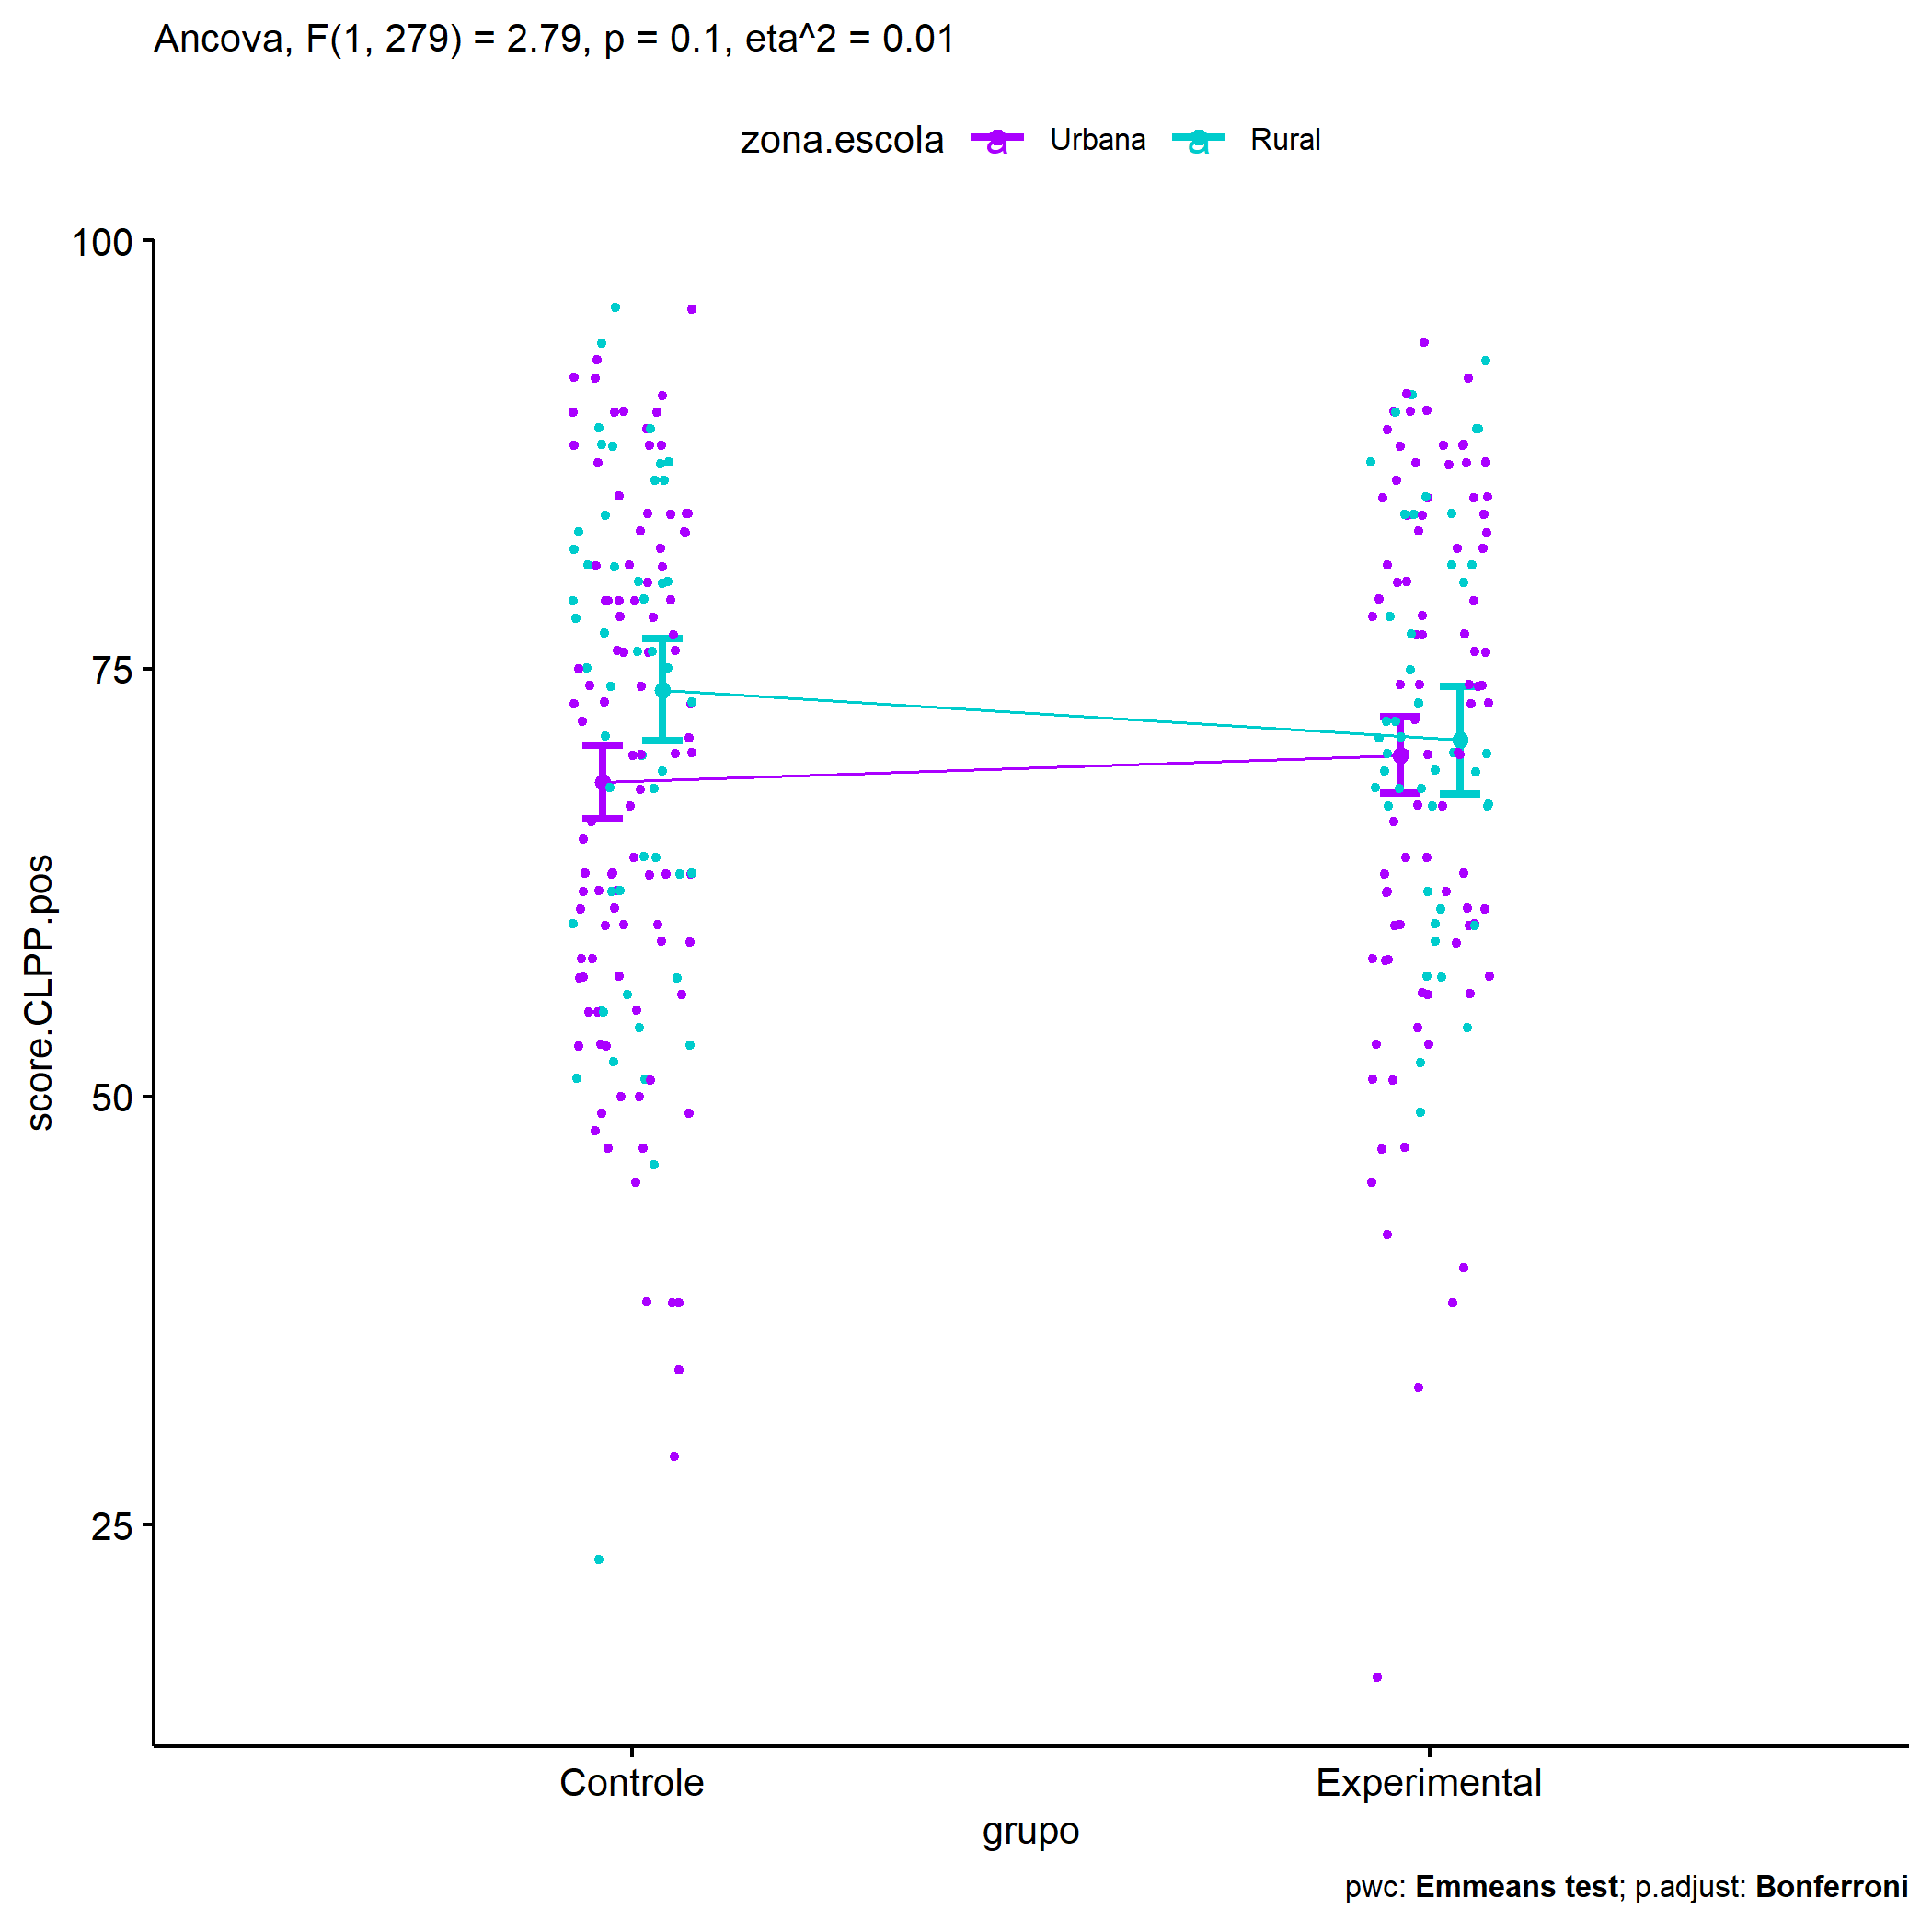 Ancova, F(1, 279) = 2.79, p = 0.1, eta^2 = 0.01
zona.escola a Urbana a Rural
100
75
50
25
score.CLPP.pos
Controle Experimental
grupo
pwc: Emmeans test; p.adjust: Bonferroni